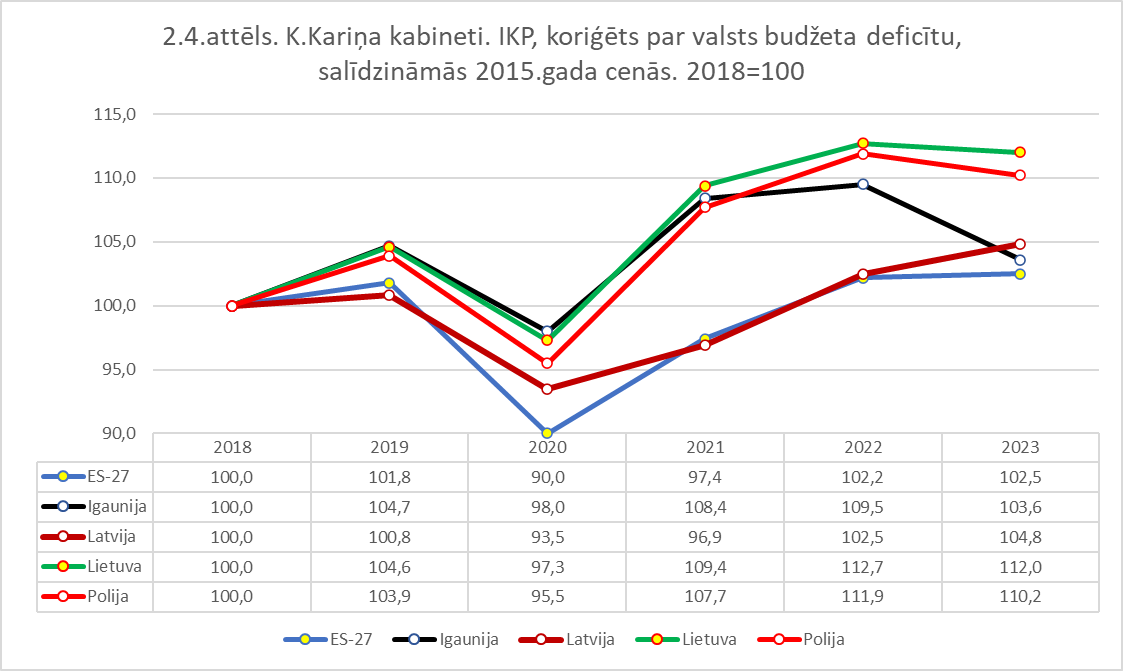 2.4.attēls. K.Kariņa kabineti. IKP, koriģēts par valsts budžeta deficītu,
salīdzināmās 2015.gada cenās. 2018=100
115,0
110,0
105,0
100,0
95,0
90,0
2018 2019 2020 2021 2022 2023
ES-27 100,0 101,8 90,0 97,4 102,2 102,5
Igaunija 100,0 104,7 98,0 108,4 109,5 103,6
Latvija 100,0 100,8 93,5 96,9 102,5 104,8
Lietuva 100,0 104,6 97,3 109,4 112,7 112,0
Polija 100,0 103,9 95,5 107,7 111,9 110,2
ES-27 Igaunija Latvija Lietuva Polija